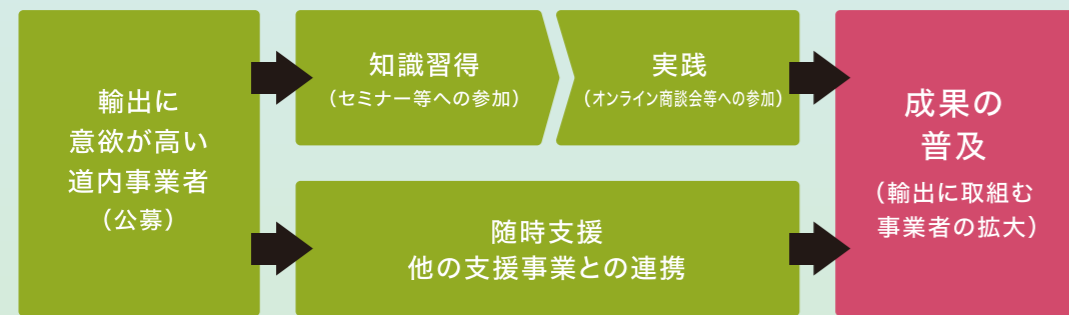 輸出に
意欲が高い
道内事業者
（公募）
知識習得
（セミナー等への参加）
実践
（オンライン商談会等への参加）
随時支援
他の支援事業との連携
成果の
普及
（輸出に取組む
事業者の拡大）